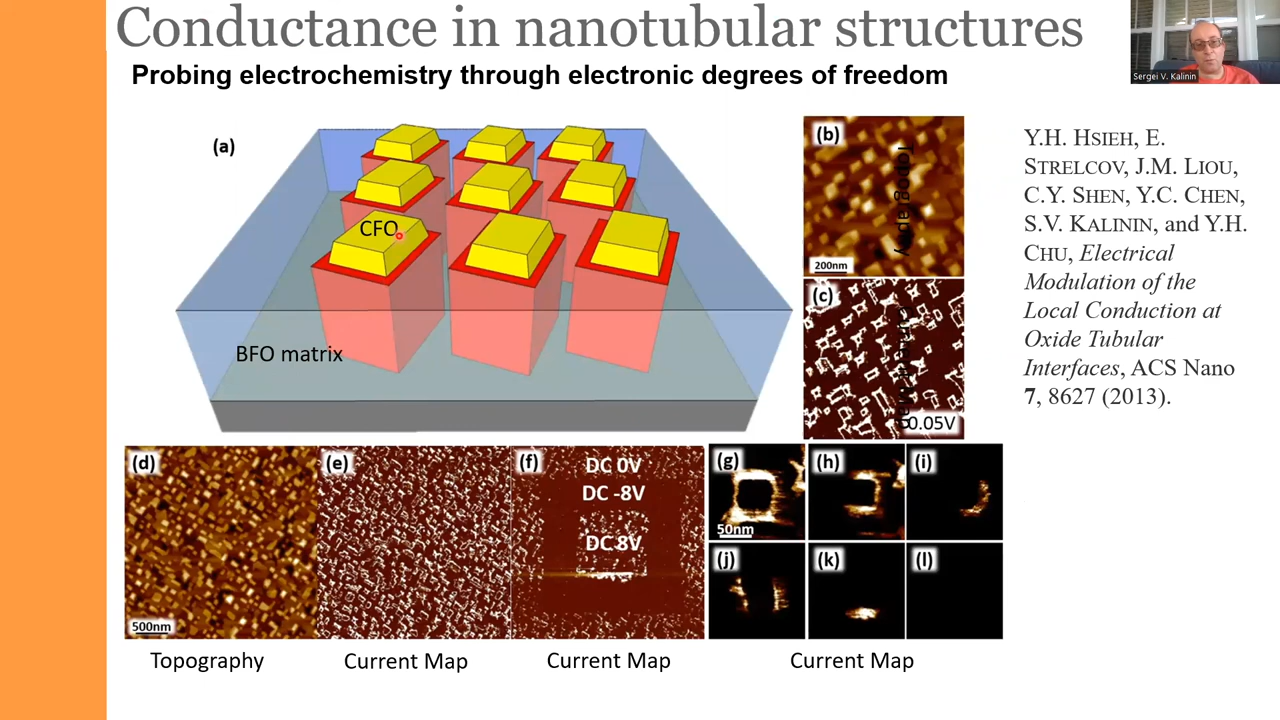 Conductance in nanotubular structures
Probing electrochemistry through electronic degrees of freedom
Sergei V. Kalinin
(a)
CFO
BFO matrix
(b)
Topography
200nm
(c)
Current Map
0.05V
Y.H. HSIEH, E.
STRELCOV, J.M. LIOU,
C.Y. SHEN, Y.C. CHEN,
S.V. KALININ, and Y.H.
CHU, Electrical
Modulation of the
Local Conduction at
Oxide Tubular
Interfaces, ACS Nano
7, 8627 (2013).
(d)
500nm
(e)
(f)
DC 0V
DC -8V
DC 8V
(g)
50nm
(h)
(i)
(j)
(k)
(l)
Topography
Current Map
Current Map
Current Map